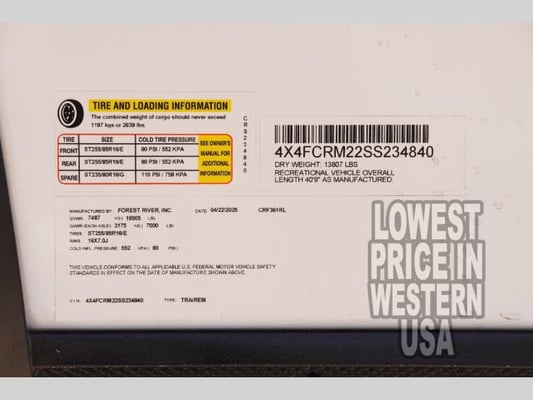 TIRE AND LOADING INFORMATION
The combined weight of cargo should never exceed
1197 kgs or 2639 lbs.
TIRE SIZE COLD TIRE PRESSURE SEE OWNER'S MANUAL FOR ADDITIONAL INFORMATION
FRONT ST255/85R16/E 80 PSI / 552 KPA
REAR ST255/85R16/E 80 PSI / 552 KPA
SPARE ST235/80R16/G 110 PSI / 758 KPA
CRS234840
4X4FCRM22SS234840
DRY WEIGHT: 13807 LBS
RECREATIONAL VEHICLE OVERALL
LENGTH 40'9" AS MANUFACTURED.
MANUFACTURED BY: FOREST RIVER, INC. DATE: 04/22/2025 CRF361RL
GVWR: 7487 KG ( 16505 LB)
GAWR (EACH AXLE) 3175 KG ( 7000 LB)
TIRES: ST255/85R16/E
RIMS: 16X7.0J
COLD INFL. PRESSURE: 552 KPA ( 80 PSI )
THIS VEHICLE CONFORMS TO ALL APPLICABLE U.S. FEDERAL MOTOR VEHICLE SAFETY
STANDARDS IN EFFECT ON THE DATE OF MANUFACTURE SHOWN ABOVE.
V I N : 4X4FCRM22SS234840 TYPE: TRA/REM
LOWEST
PRICE IN
WESTERN
USA